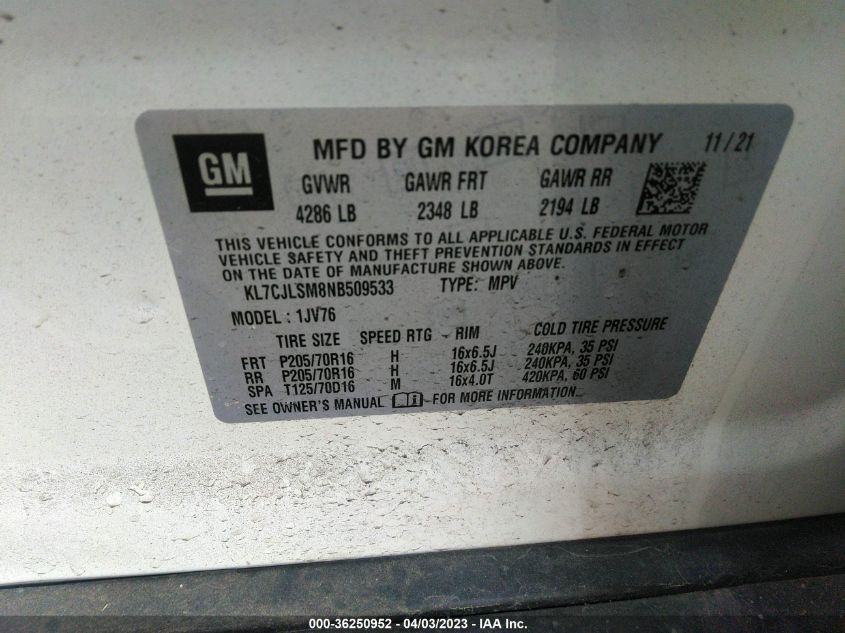 GM
MFD BY GM KOREA COMPANY 11/21
GVWR GAWR FRT GAWR RR
4286 LB 2348 LB 2194 LB
THIS VEHICLE CONFORMS TO ALL APPLICABLE U.S. FEDERAL MOTOR
VEHICLE SAFETY AND THEFT PREVENTION STANDARDS IN EFFECT
ON THE DATE OF MANUFACTURE SHOWN ABOVE.
KL7CJLSM8NB509533 TYPE: MPV
MODEL: 1JV76
TIRE SIZE SPEED RTG RIM COLD TIRE PRESSURE
FRT P205/70R16 H 16x6.5J 240KPA, 35 PSI
RR P205/70R16 H 16x6.5J 240KPA, 35 PSI
SPA T125/70D16 M 16x4.0T 420KPA, 60 PSI
SEE OWNER'S MANUAL FOR MORE INFORMATION
000-36250952 - 04/03/2023 - IAA Inc.